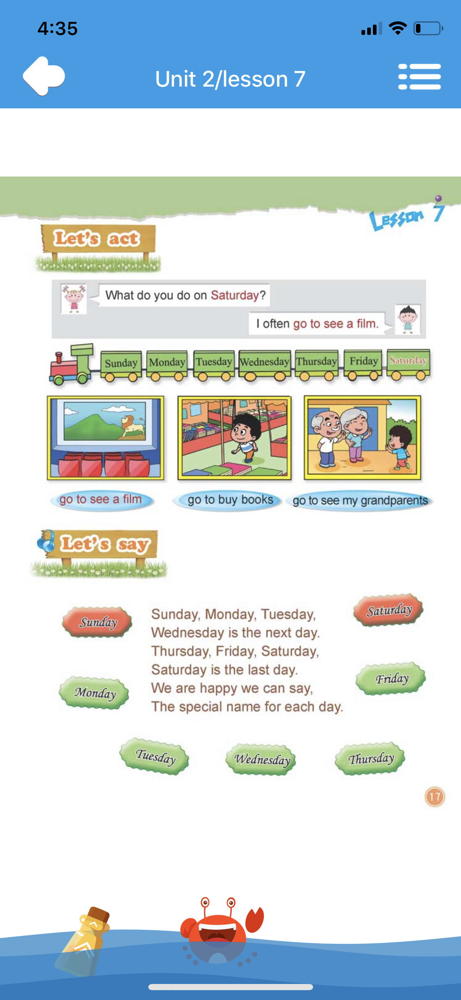 4:35
Unit 2/lesson 7
Lesson 7
Let's act
What do you do on Saturday?
I often go to see a film.
Sunday Monday Tuesday Wednesday Thursday Friday Saturday
go to see a film go to buy books go to see my grandparents
Let's say
Sunday
Saturday
Sunday, Monday, Tuesday,
Wednesday is the next day.
Thursday, Friday, Saturday,
Saturday is the last day.
We are happy we can say,
The special name for each day.
Monday
Friday
Tuesday Wednesday Thursday
17